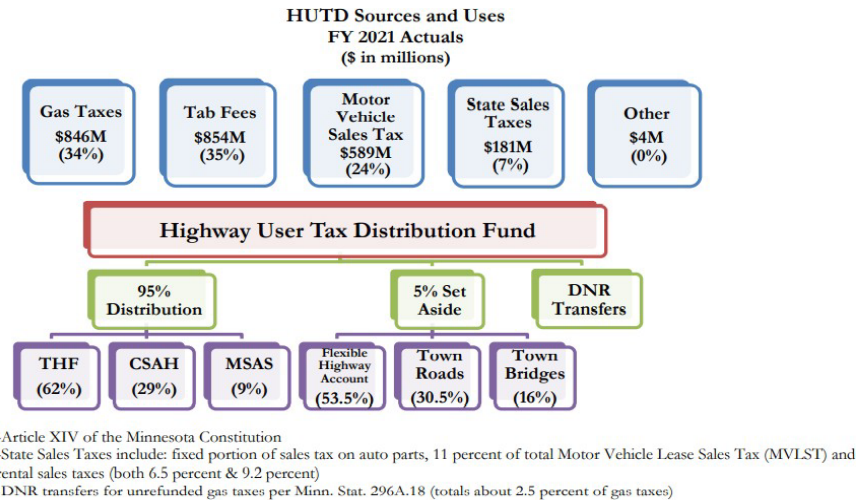 HUTD Sources and Uses
FY 2021 Actuals
($ in millions)
Gas Taxes
$846M
(34%)
Tab Fees
$854M
(35%)
Motor
Vehicle
Sales Tax
$589M
(24%)
State Sales
Taxes
$181M
(7%)
Other
$4M
(0%)
Highway User Tax Distribution Fund
95%
Distribution
5% Set
Aside
DNR
Transfers
THF
(62%)
CSAH
(29%)
MSAS
(9%)
Flexible
Highway
Account
(53.5%)
Town
Roads
(30.5%)
Town
Bridges
(16%)
-Article XIV of the Minnesota Constitution
-State Sales Taxes include: fixed portion of sales tax on auto parts, 11 percent of total Motor Vehicle Lease Sales Tax (MVLST) and
rental sales taxes (both 6.5 percent & 9.2 percent)
DNR transfers for unrefunded gas taxes per Minn. Stat. 296A.18 (totals about 2.5 percent of gas taxes)